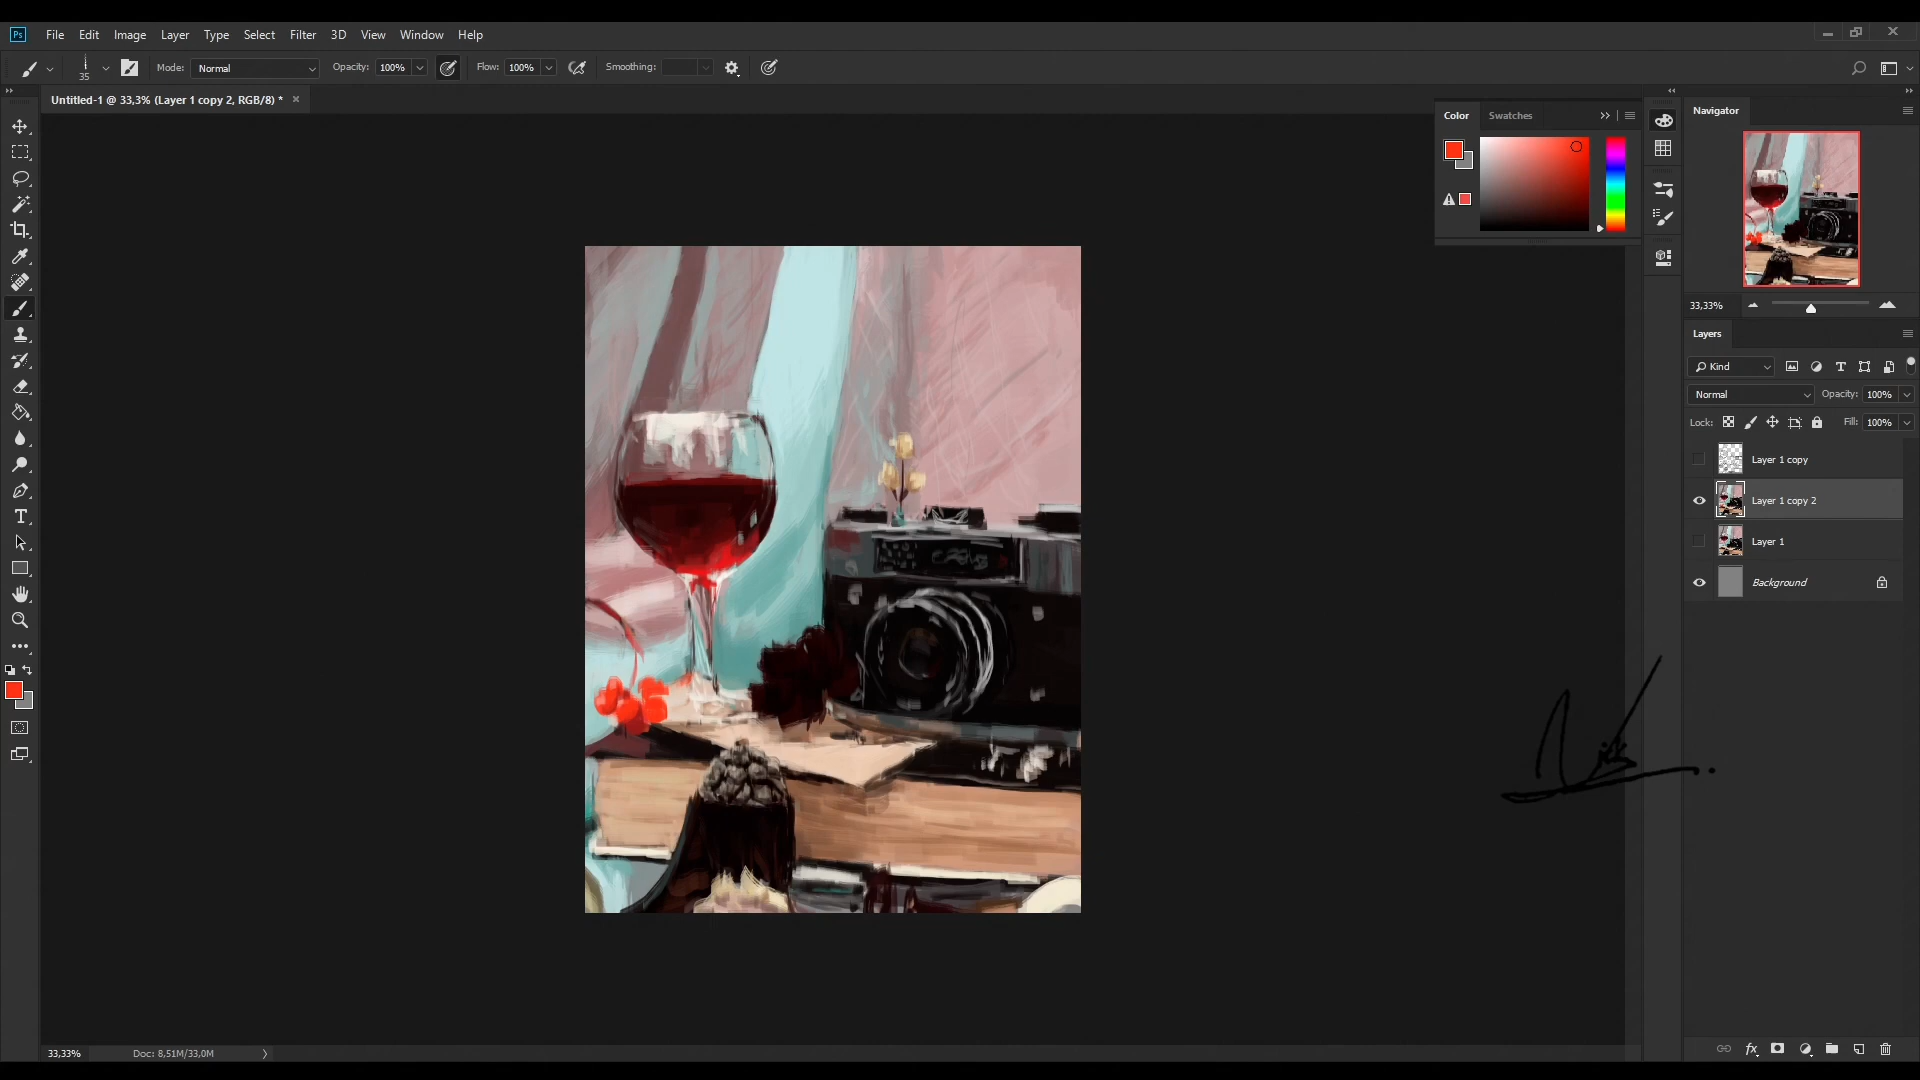 Ps File Edit Image Layer Type Select Filter 3D View Window Help
35 Mode: Normal Opacity: 100% Flow: 100% Smoothing:
Untitled-1 @ 33,3% (Layer 1 copy 2, RGB/8) * ×
Color Swatches
Navigator
33,33%
Layers
Kind
Normal Opacity: 100%
Lock: Fill: 100%
Layer 1 copy
Layer 1 copy 2
Layer 1
Background
33,33% Doc: 8,51M/33,0M
fx